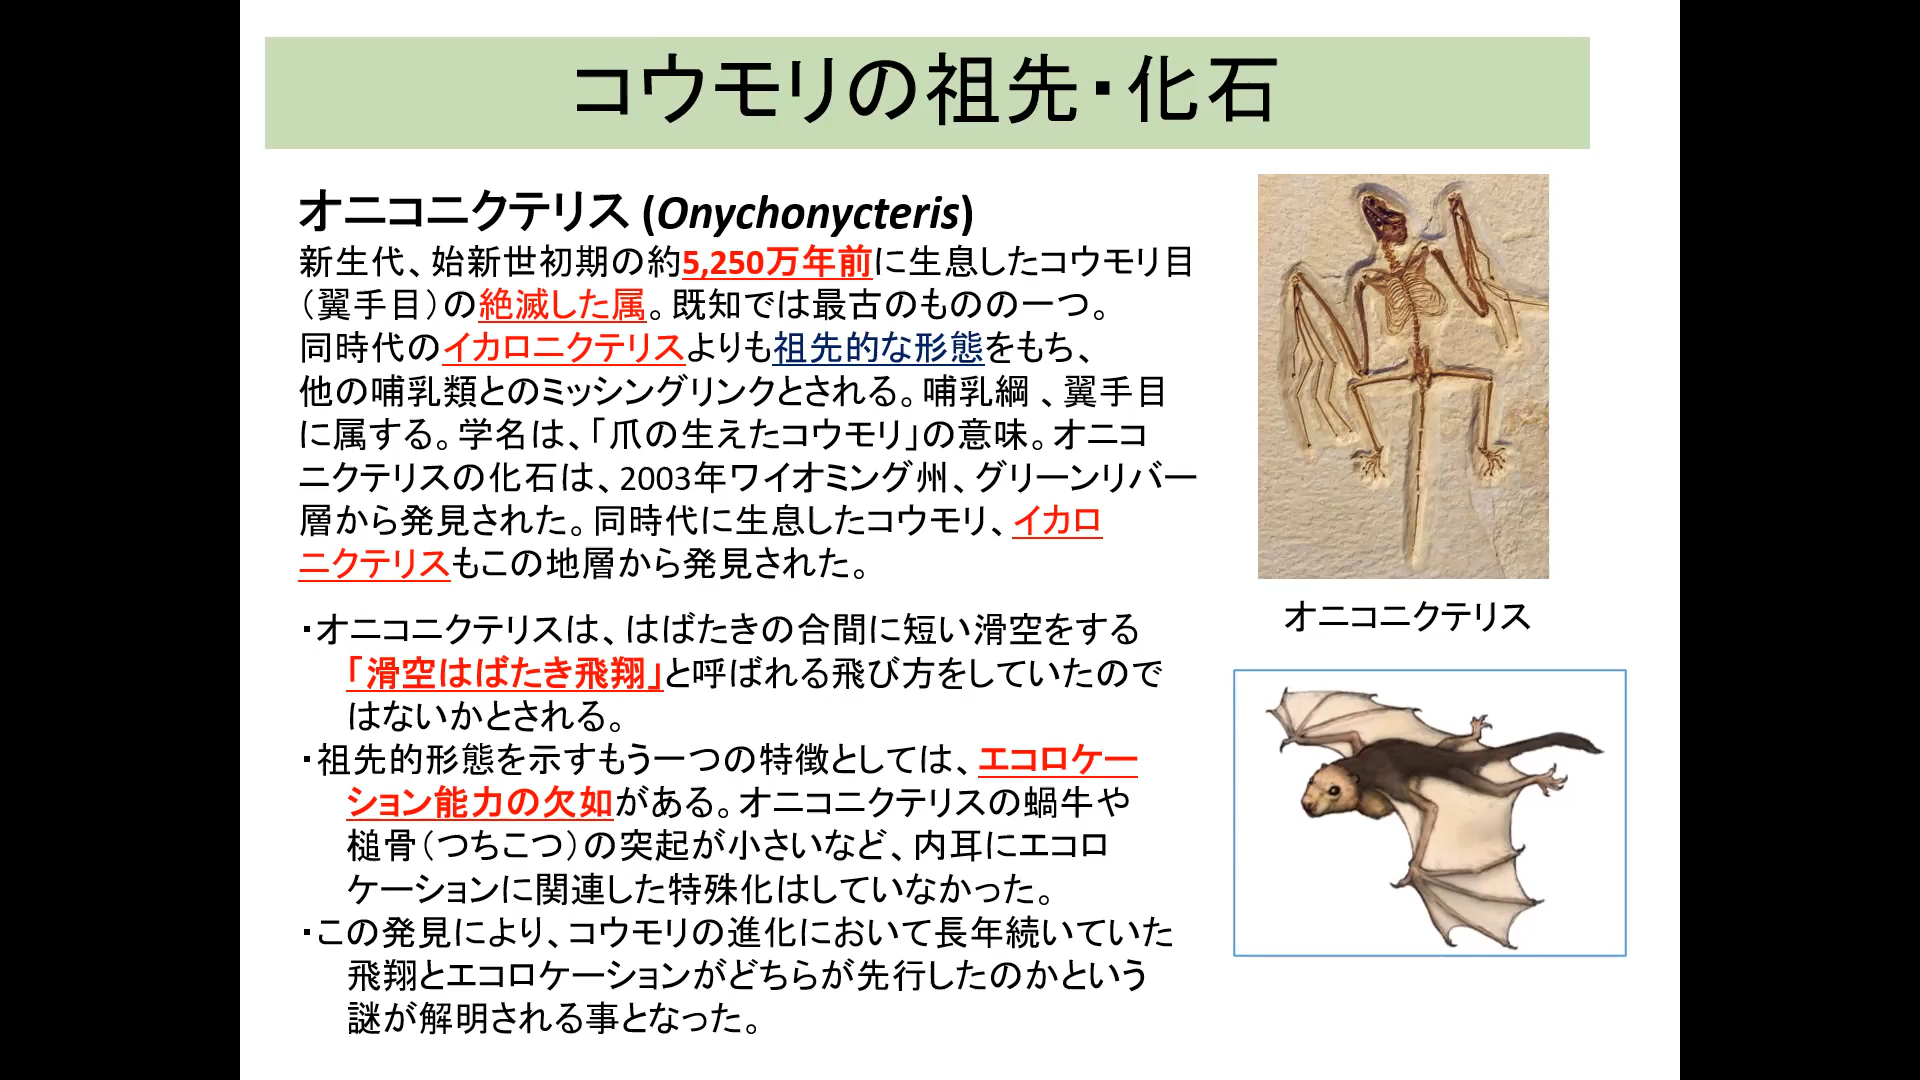 コウモリの祖先・化石
オニコニクテリス (Onychonycteris)
新生代、始新世初期の約5,250万年前に生息したコウモリ目
（翼手目）の絶滅した属。既知では最古のものの一つ。
同時代のイカロニクテリスよりも祖先的な形態をもち、
他の哺乳類とのミッシングリンクとされる。哺乳綱 、翼手目
に属する。学名は、「爪の生えたコウモリ」の意味。オニコ
ニクテリスの化石は、2003年ワイオミング州、グリーンリバー
層から発見された。同時代に生息したコウモリ、イカロ
ニクテリスもこの地層から発見された。
・オニコニクテリスは、はばたきの合間に短い滑空をする
「滑空はばたき飛翔」と呼ばれる飛び方をしていたので
はないかとされる。
・祖先的形態を示すもう一つの特徴としては、エコロケー
ション能力の欠如がある。オニコニクテリスの蝸牛や
槌骨（つちこつ）の突起が小さいなど、内耳にエコロ
ケーションに関連した特殊化はしていなかった。
・この発見により、コウモリの進化において長年続いていた
飛翔とエコロケーションがどちらが先行したのかという
謎が解明される事となった。
オニコニクテリス